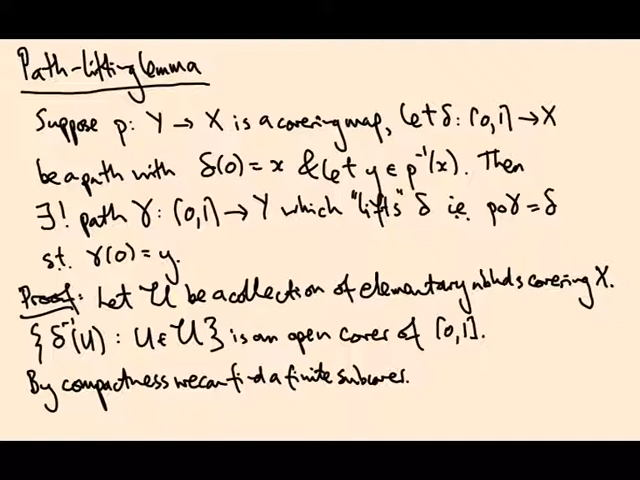 Path-lifting lemma
Suppose p: Y → X is a covering map, let δ: [0,1] → X
be a path with δ(0) = x & let y ∈ p⁻¹(x). Then
∃! path γ: [0,1] → Y which "lifts" δ i.e. p∘γ = δ
s.t. γ(0) = y.
Proof: Let 𝒰 be a collection of elementary nbhds covering X.
{δ⁻¹(U) : U ∈ 𝒰} is an open cover of [0,1].
By compactness we can find a finite subcover.